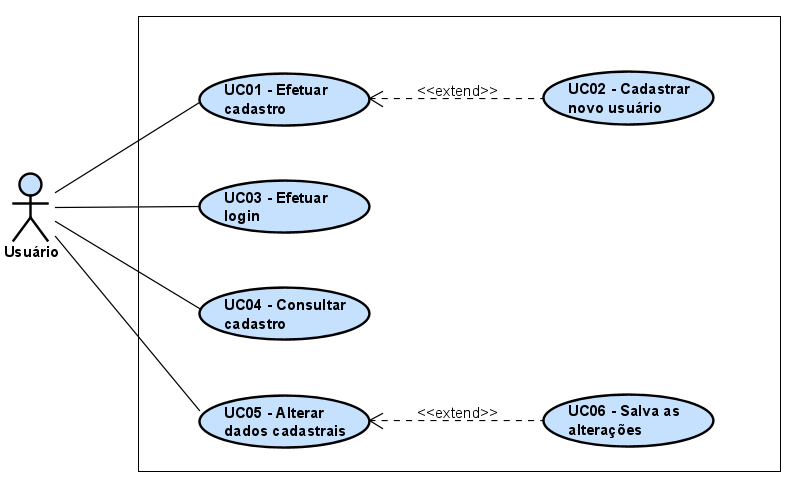 UC01 - Efetuar
cadastro
<<extend>>
UC02 - Cadastrar
novo usuário
UC03 - Efetuar
login
Usuário
UC04 - Consultar
cadastro
UC05 - Alterar
dados cadastrais
<<extend>>
UC06 - Salva as
alterações